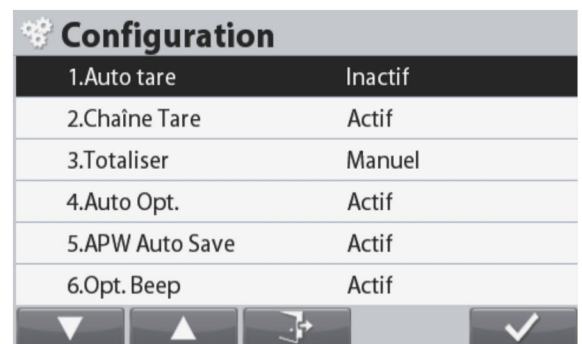 Configuration
1.Auto tare Inactif
2.Chaîne Tare Actif
3.Totaliser Manuel
4.Auto Opt. Actif
5.APW Auto Save Actif
6.Opt. Beep Actif